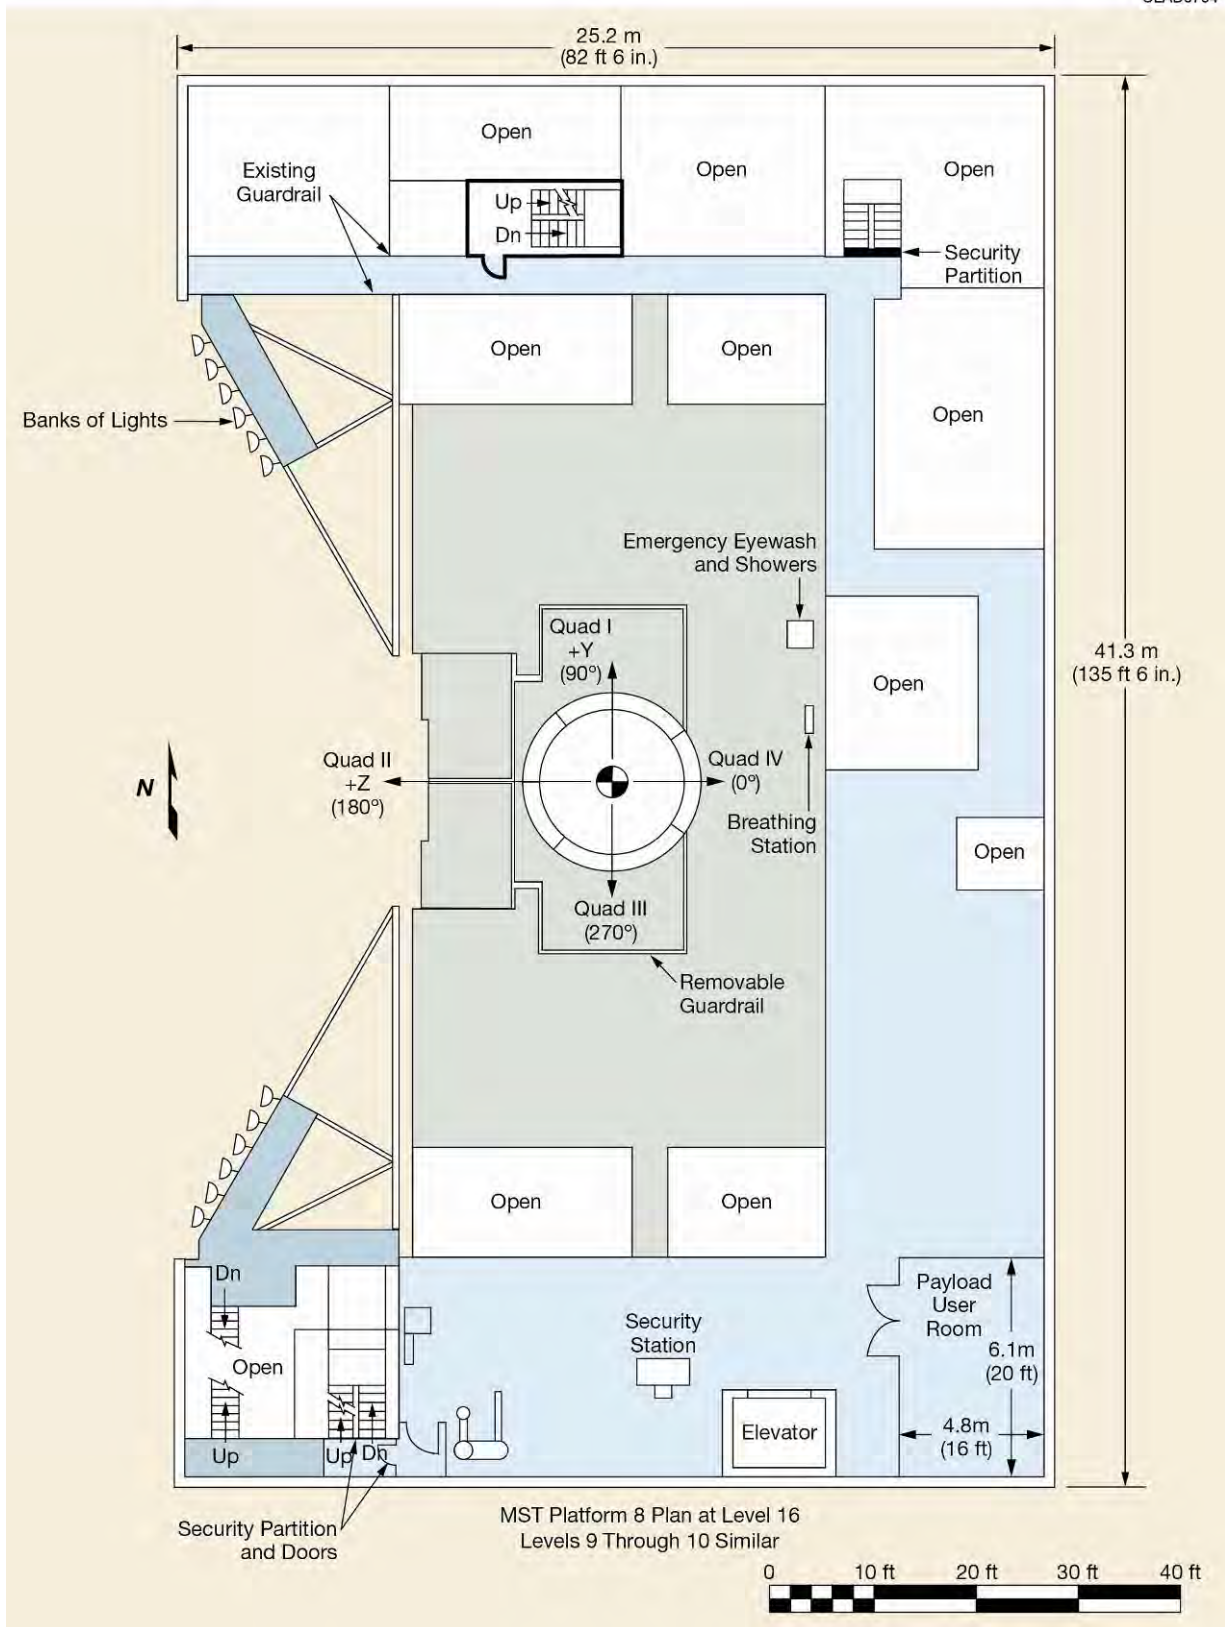 25.2 m
(82 ft 6 in.)
Open
Existing
Guardrail
Open
Open
Up
Dn
Security
Partition
Open
Open
Open
Banks of Lights
Emergency Eyewash
and Showers
Quad I
+Y
(90°)
41.3 m
(135 ft 6 in.)
Open
N
Quad II
+Z
(180°)
Quad IV
(0°)
Breathing
Station
Open
Quad III
(270°)
Removable
Guardrail
Open
Open
Dn
Payload
User
Room
Security
Station
6.1m
(20 ft)
Open
Elevator
4.8m
(16 ft)
Up
Up
Dn
MST Platform 8 Plan at Level 16
Levels 9 Through 10 Similar
Security Partition
and Doors
0
10 ft
20 ft
30 ft
40 ft